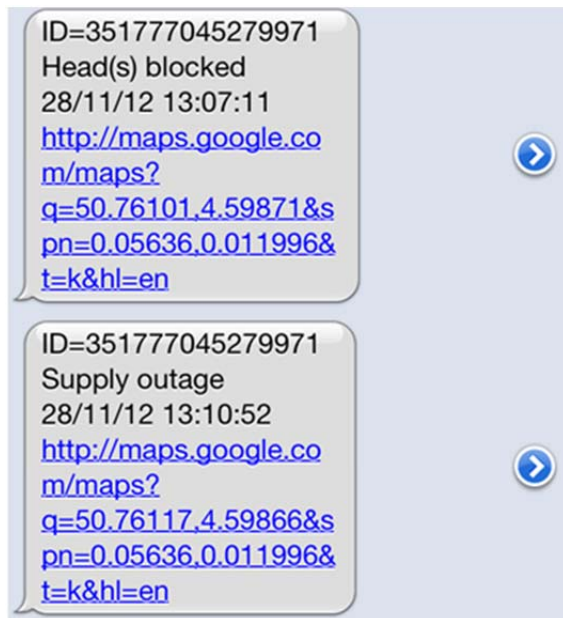 ID=351777045279971
Head(s) blocked
28/11/12 13:07:11
http://maps.google.co
m/maps?
q=50.76101,4.59871&s
pn=0.05636,0.011996&
t=k&hl=en
ID=351777045279971
Supply outage
28/11/12 13:10:52
http://maps.google.co
m/maps?
q=50.76117,4.59866&s
pn=0.05636,0.011996&
t=k&hl=en